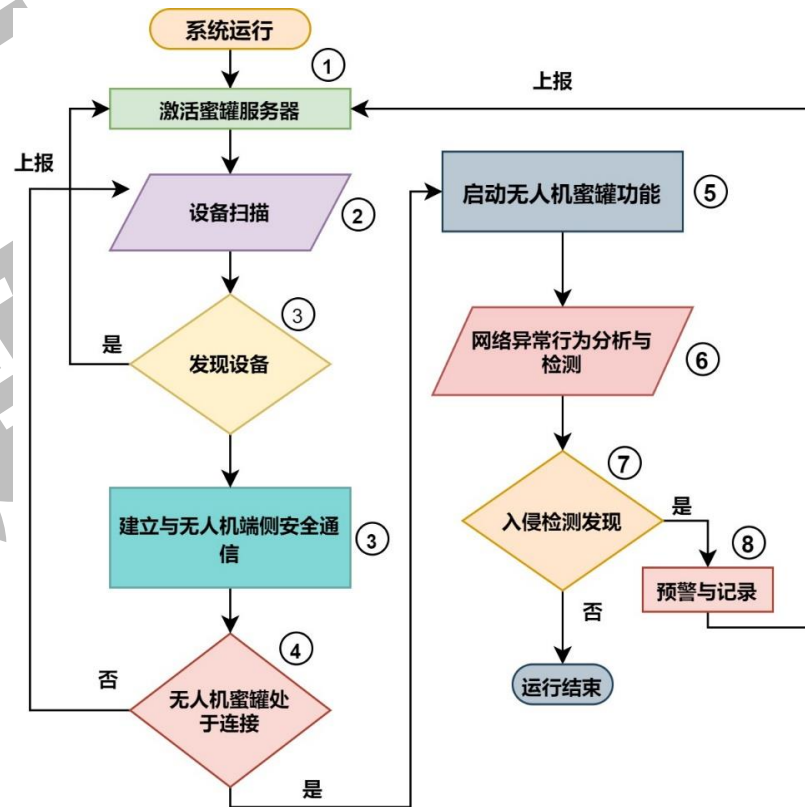 系统运行
①
激活蜜罐服务器
上报
上报
设备扫描
②
③
发现设备
是
建立与无人机端侧安全通
信
③
④
无人机蜜罐处
于连接
否
是
启动无人机蜜罐功能
⑤
网络异常行为分析与
检测
⑥
⑦
入侵检测发现
是
⑧
预警与记录
否
运行结束